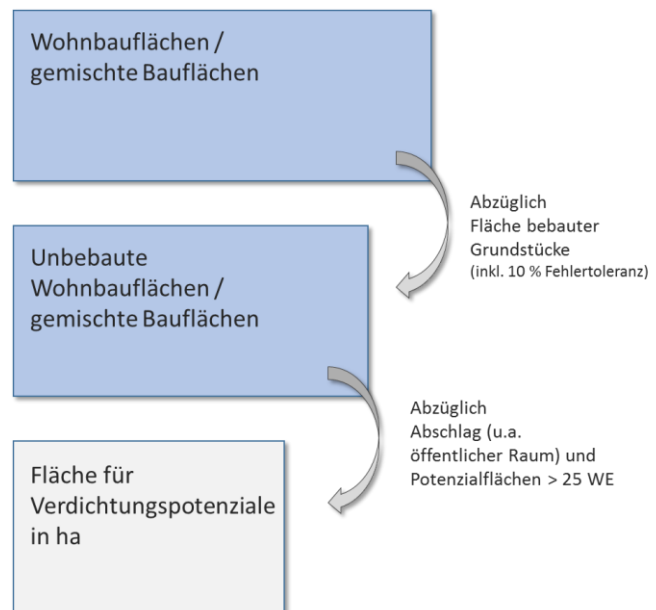 Wohnbauflächen /
gemischte Bauflächen
Abzüglich
Fläche bebauter
Grundstücke
(inkl. 10 % Fehlertoleranz)
Unbebaute
Wohnbauflächen /
gemischte Bauflächen
Abzüglich
Abschlag (u.a.
öffentlicher Raum) und
Potenzialflächen > 25 WE
Fläche für
Verdichtungspotenziale
in ha